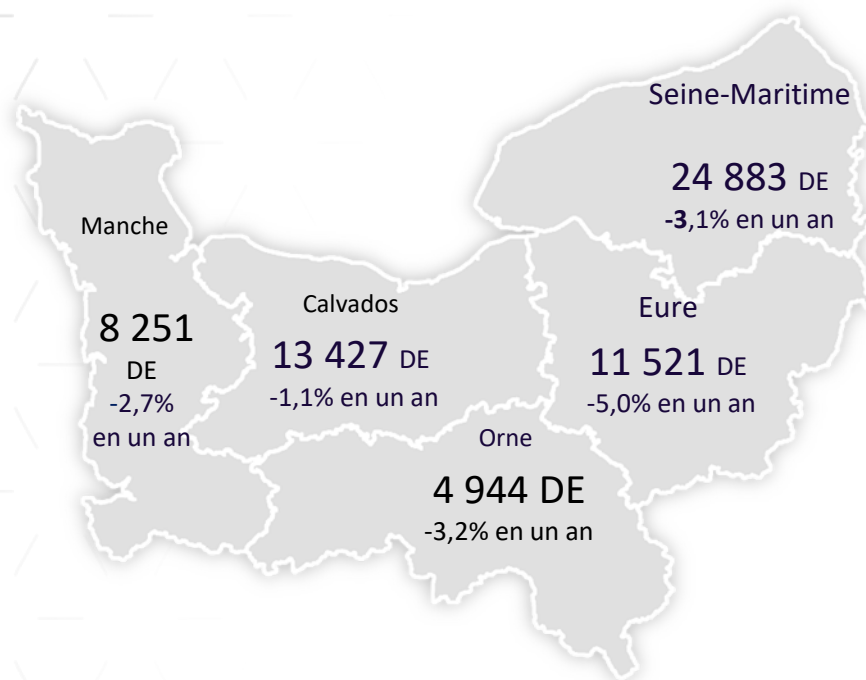 Seine-Maritime
24 883 DE
-3,1% en un an
Manche
8 251
DE
-2,7%
en un an
Calvados
13 427 DE
-1,1% en un an
Eure
11 521 DE
-5,0% en un an
Orne
4 944 DE
-3,2% en un an